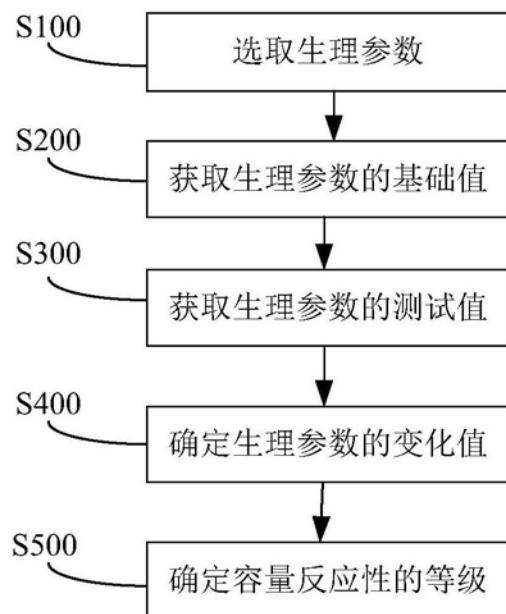 S100
选取生理参数
S200
获取生理参数的基础值
S300
获取生理参数的测试值
S400
确定生理参数的变化值
S500
确定容量反应性的等级